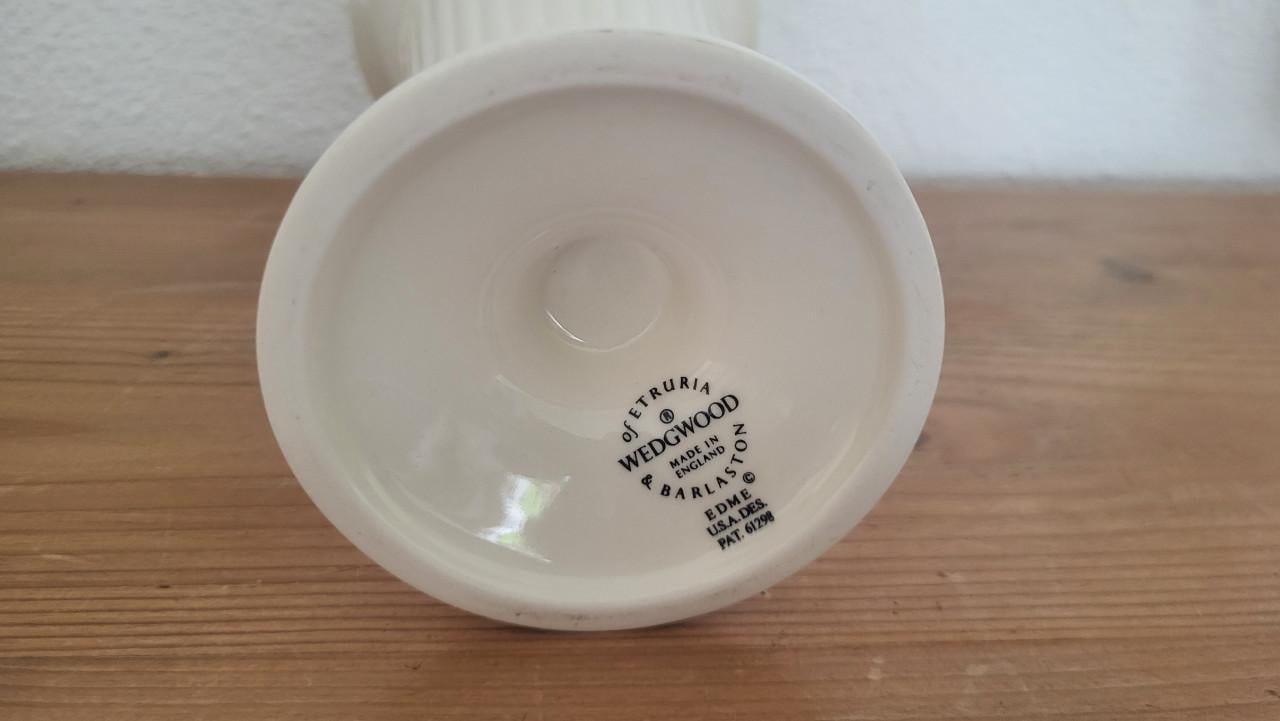 of ETRURIA
®
WEDGWOOD
MADE IN
ENGLAND
& BARLASTON
©
EDME
U.S.A. DES.
PAT. 61298